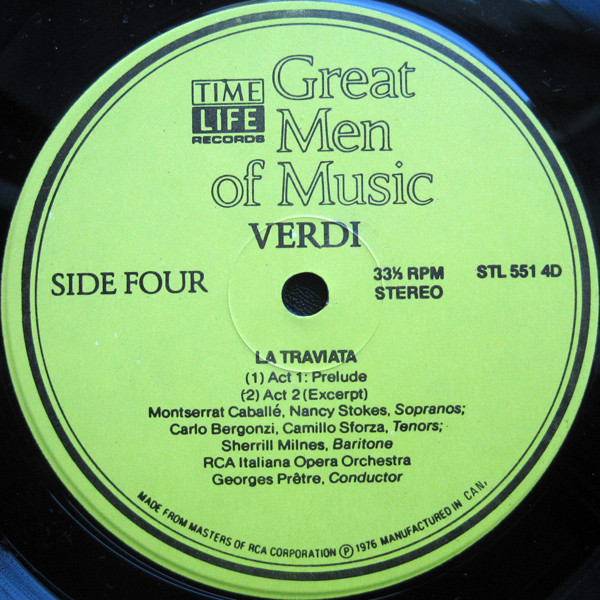 TIME
LIFE
RECORDS
Great
Men
of Music
VERDI
SIDE FOUR
33⅓ RPM
STEREO
STL 551 4D
LA TRAVIATA
(1) Act 1: Prelude
(2) Act 2 (Excerpt)
Montserrat Caballé, Nancy Stokes, Sopranos;
Carlo Bergonzi, Camillo Sforza, Tenors;
Sherrill Milnes, Baritone
RCA Italiana Opera Orchestra
Georges Prêtre, Conductor
MADE FROM MASTERS OF RCA CORPORATION Ⓟ 1976 MANUFACTURED IN CAN.